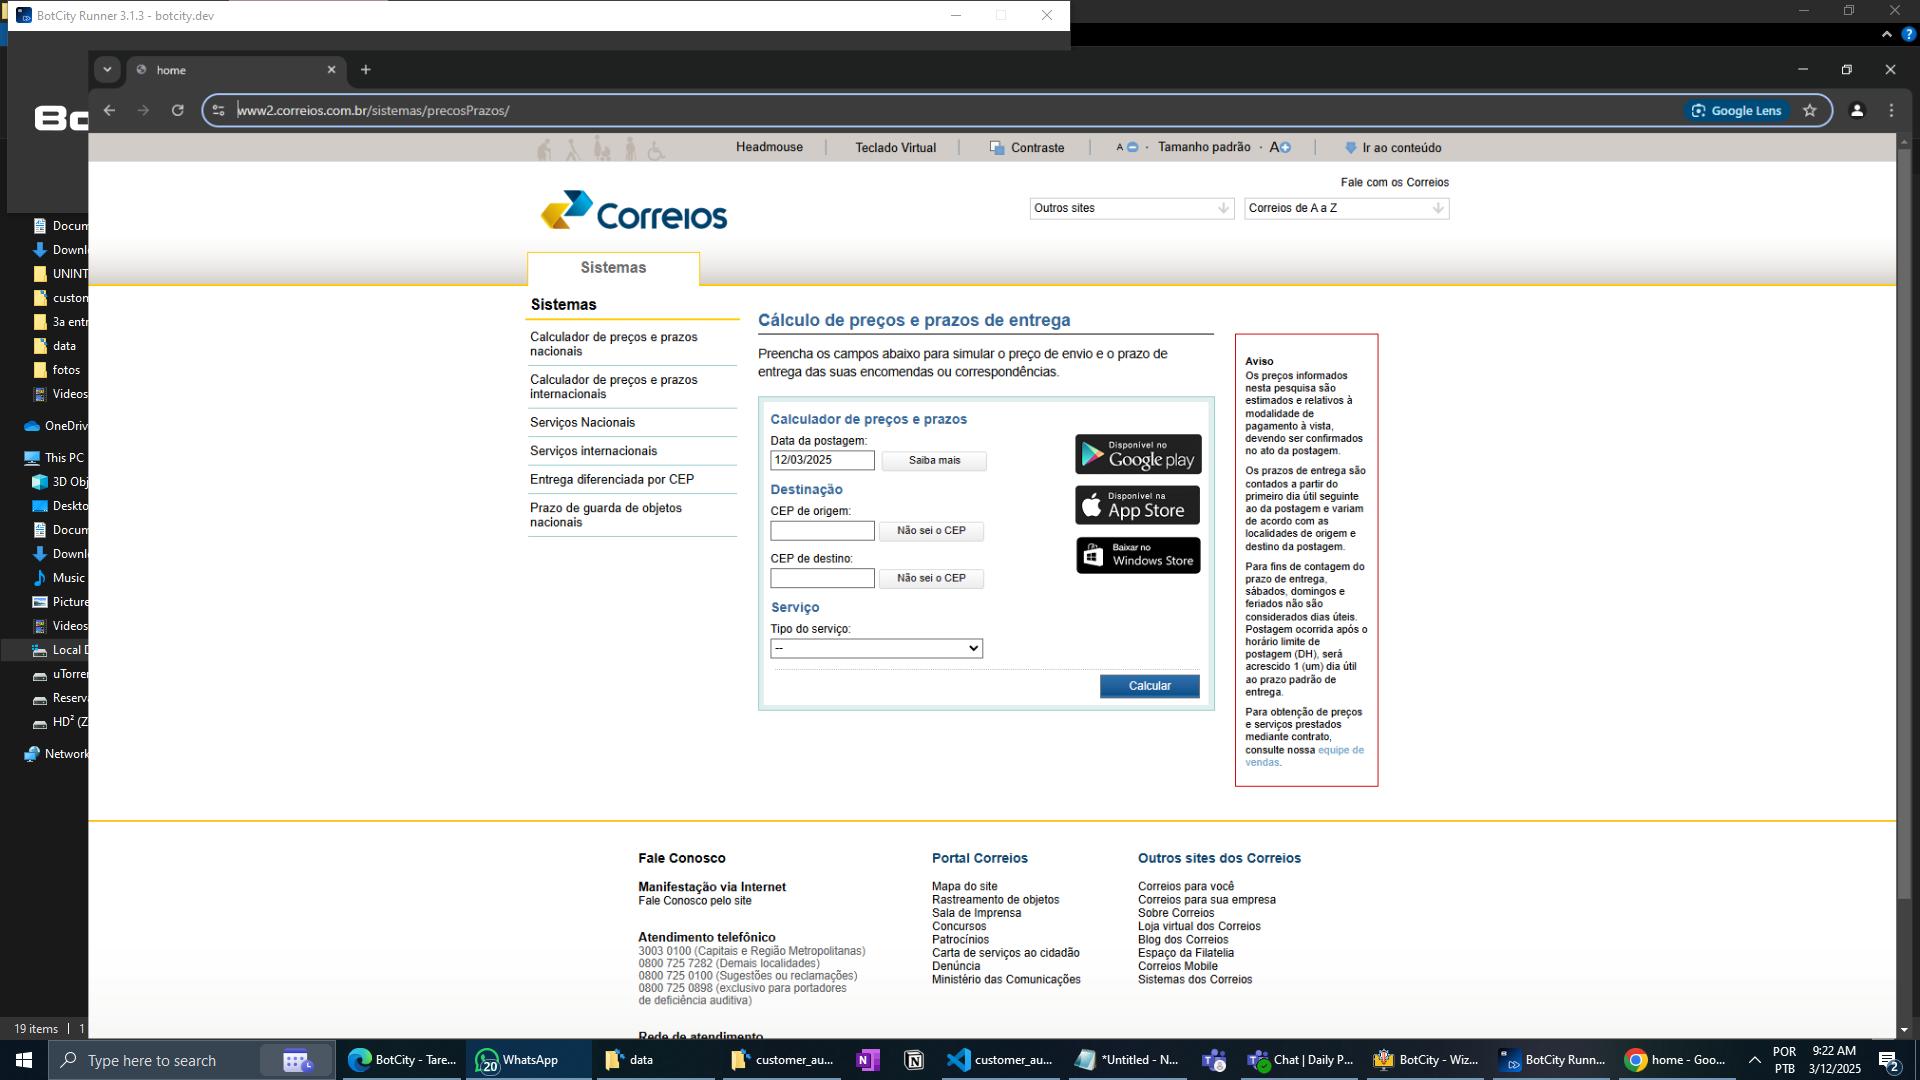 BotCity Runner 3.1.3 - botcity.dev
home
www2.correios.com.br/sistemas/precosPrazos/
Google Lens
Headmouse
Teclado Virtual
Contraste
A
Tamanho padrão
A
Ir ao conteúdo
Fale com os Correios
Correios
Outros sites
Correios de A a Z
Sistemas
Sistemas
Calculador de preços e prazos
nacionais
Calculador de preços e prazos
internacionais
Serviços Nacionais
Serviços internacionais
Entrega diferenciada por CEP
Prazo de guarda de objetos
nacionais
Cálculo de preços e prazos de entrega
Preencha os campos abaixo para simular o preço de envio e o prazo de
entrega das suas encomendas ou correspondências.
Calculador de preços e prazos
Data da postagem:
12/03/2025
Saiba mais
Destinação
CEP de origem:
Não sei o CEP
CEP de destino:
Não sei o CEP
Serviço
Tipo do serviço:
--
Calcular
Disponível no
Google play
Disponível na
App Store
Baixar no
Windows Store
Aviso
Os preços informados
nesta pesquisa são
estimados e relativos à
modalidade de
pagamento à vista,
devendo ser confirmados
no ato da postagem.
Os prazos de entrega são
contados a partir do
primeiro dia útil seguinte
ao da postagem e variam
de acordo com as
localidades de origem e
destino da postagem.
Para fins de contagem do
prazo de entrega,
sábados, domingos e
feriados não são
considerados dias úteis.
Postagem ocorrida após o
horário limite de
postagem (DH), será
acrescido 1 (um) dia útil
ao prazo padrão de
entrega.
Para obtenção de preços
e serviços prestados
mediante contrato,
consulte nossa equipe de
vendas.
Fale Conosco
Manifestação via Internet
Fale Conosco pelo site
Atendimento telefônico
3003 0100 (Capitais e Região Metropolitanas)
0800 725 7282 (Demais localidades)
0800 725 0100 (Sugestões ou reclamações)
0800 725 0898 (exclusivo para portadores
de deficiência auditiva)
Rede de atendimento
Portal Correios
Mapa do site
Rastreamento de objetos
Sala de Imprensa
Concursos
Patrocínios
Carta de serviços ao cidadão
Denúncia
Ministério das Comunicações
Outros sites dos Correios
Correios para você
Correios para sua empresa
Sobre Correios
Loja virtual dos Correios
Blog dos Correios
Espaço da Filatelia
Correios Mobile
Sistemas dos Correios
Bo
Docum
Downl
UNINT
custom
3a entr
data
fotos
Videos
OneDriv
This PC
3D Obj
Deskto
Docum
Downl
Music
Picture
Videos
Local D
uTorre
Reserva
HD² (Z
Network
19 items
1
Type here to search
BotCity - Tare...
20
WhatsApp
data
customer_au...
customer_au...
*Untitled - N...
Chat | Daily P...
BotCity - Wiz...
BotCity Runn...
home - Goo...
POR
PTB
9:22 AM
3/12/2025
2